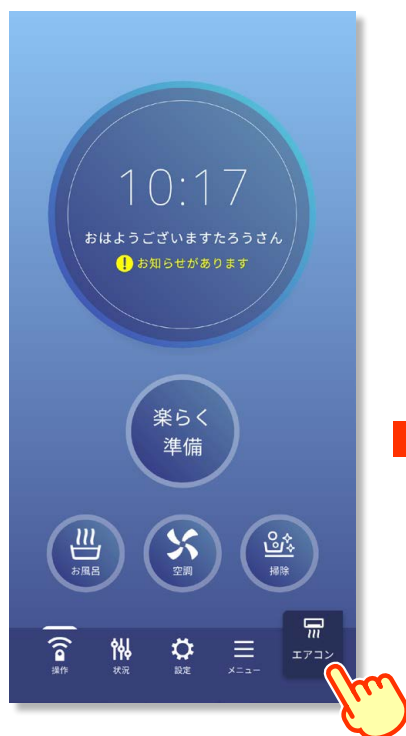 10:17
おはようございますたろうさん
! お知らせがあります
楽らく
準備
お風呂 空調 掃除
操作 状況 設定 メニュー エアコン